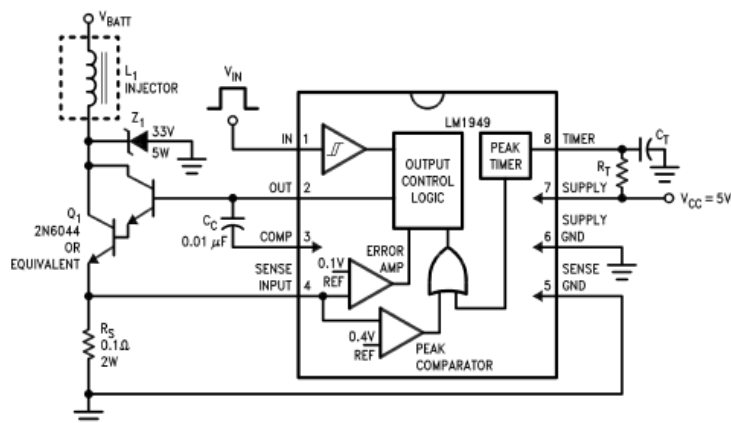 VBATT
L1
INJECTOR
Z1
33V
5W
VIN
LM1949
IN
1
OUTPUT
CONTROL
LOGIC
PEAK
TIMER
8
TIMER
CT
RT
OUT
2
7
SUPPLY
VCC = 5V
Q1
2N6044
OR
EQUIVALENT
CC
0.01 μF
COMP
3
SUPPLY
6
GND
ERROR
AMP
0.1V
REF
SENSE
INPUT
4
SENSE
5
GND
0.4V
REF
PEAK
COMPARATOR
RS
0.1Ω
2W